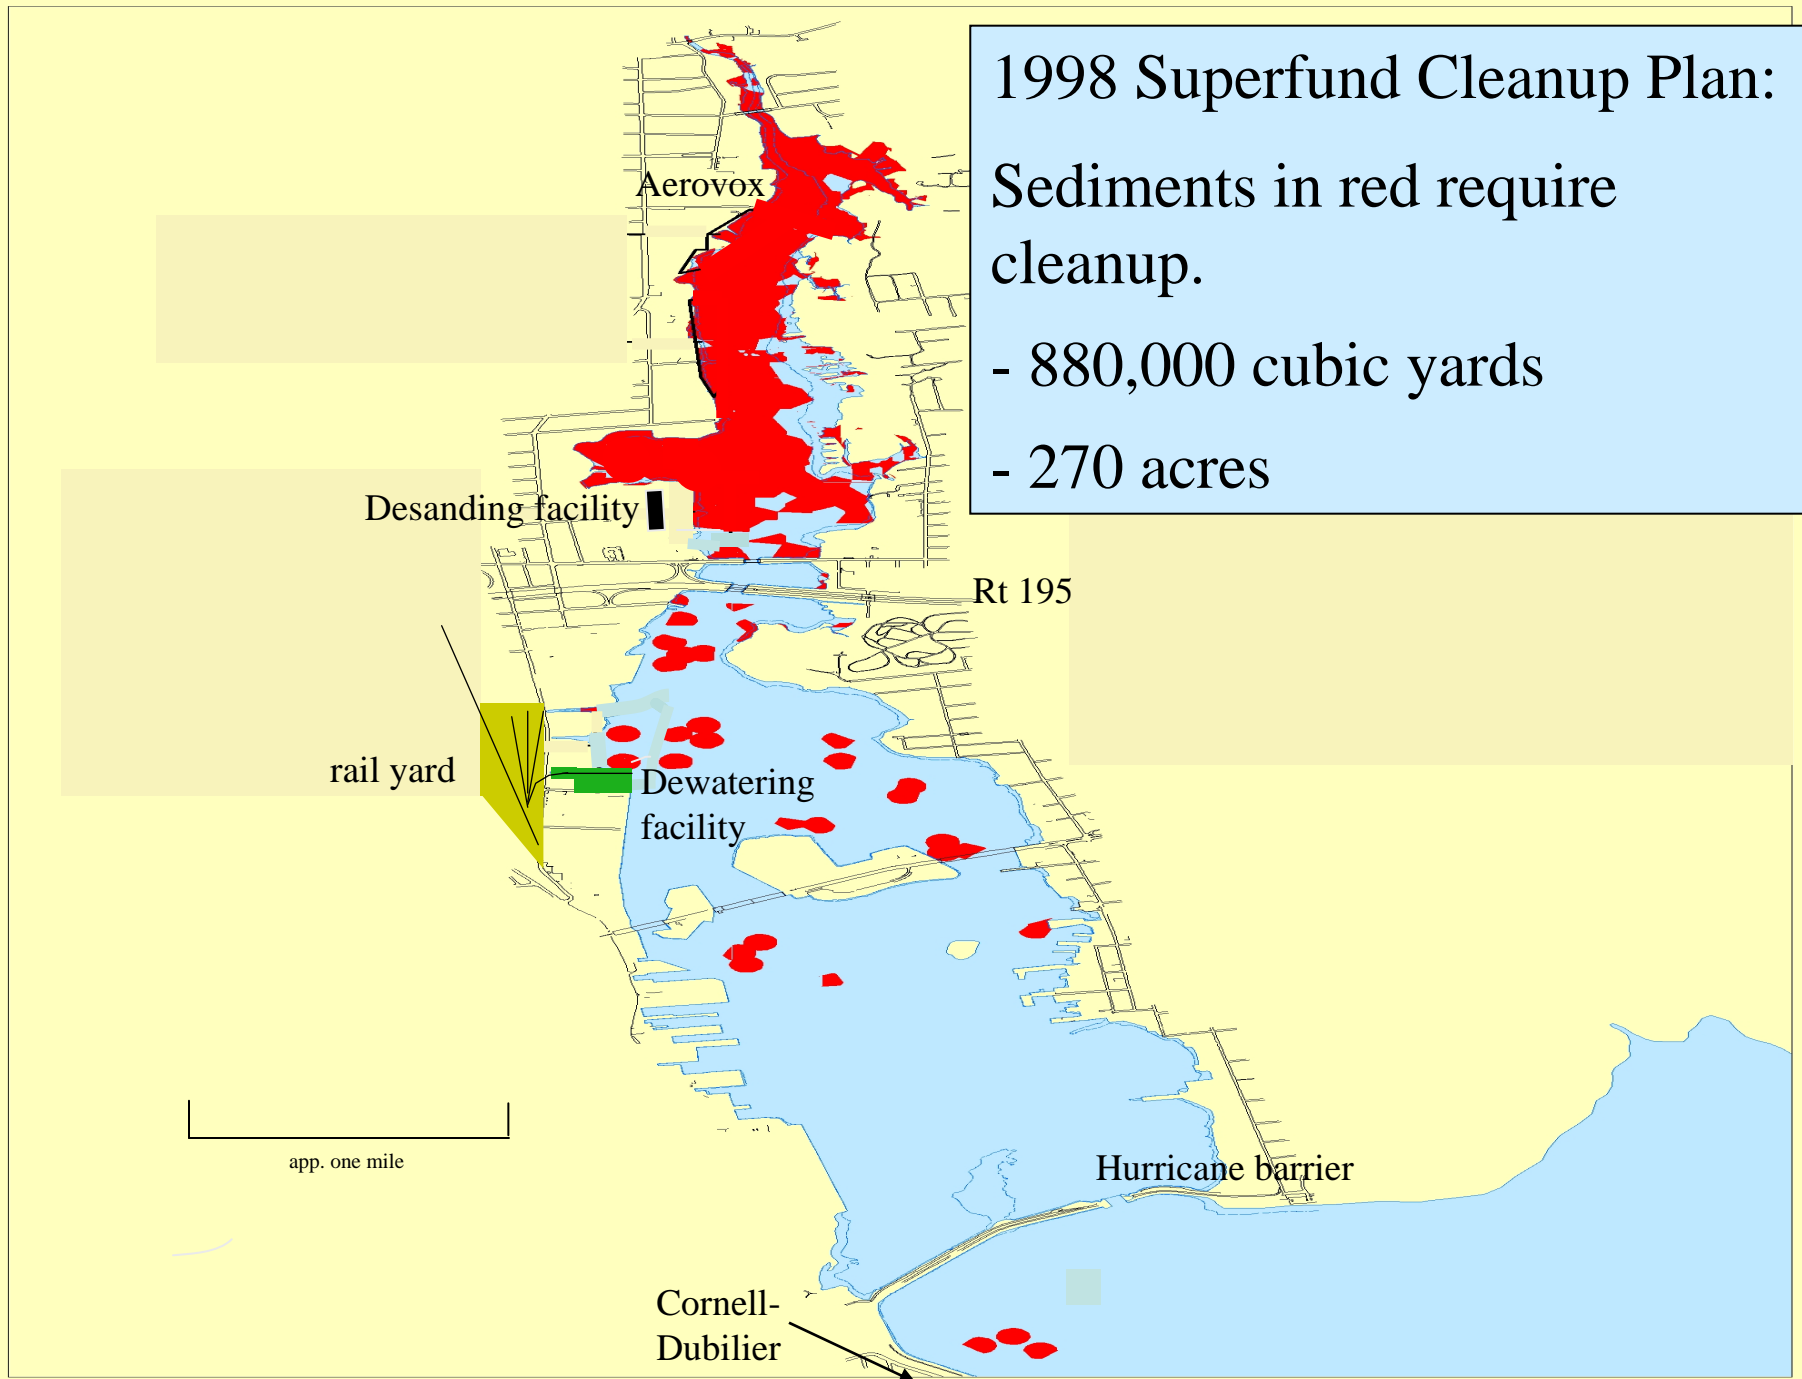 1998 Superfund Cleanup Plan:
Sediments in red require
cleanup.
- 880,000 cubic yards
- 270 acres
Aerovox
Desanding facility
Rt 195
rail yard
Dewatering
facility
app. one mile
Hurricane barrier
Cornell-
Dubilier